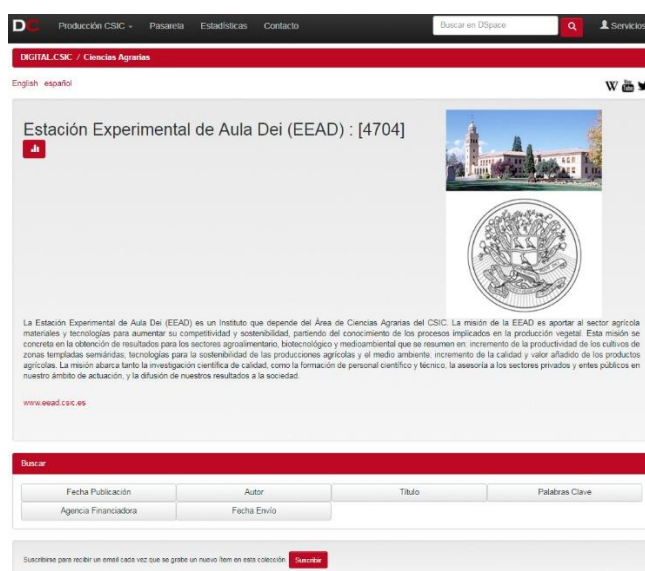 DC Producción CSIC Pasarela Estadísticas Contacto Buscar en DSpace Servicios
DIGITAL.CSIC / Ciencias Agrarias
English español W You Tube
Estación Experimental de Aula Dei (EEAD) : [4704]
La Estación Experimental de Aula Dei (EEAD) es un Instituto que depende del Área de Ciencias Agrarias del CSIC. La misión de la EEAD es aportar al sector agrícola
materiales y tecnologías para aumentar su competitividad y sostenibilidad, partiendo del conocimiento de los procesos implicados en la producción vegetal. Esta misión se
concreta en la obtención de resultados para los sectores agroalimentario, biotecnológico y medioambiental que se resumen en: incremento de la productividad de los cultivos de
zonas templadas semiáridas; tecnologías para la sostenibilidad de las producciones agrícolas y el medio ambiente; incremento de la calidad y valor añadido de los productos
agrícolas. La misión abarca tanto la investigación científica de calidad, como la formación de personal científico y técnico, la asesoría a los sectores privados y entes públicos en
nuestro ámbito de actuación, y la difusión de nuestros resultados a la sociedad.
www.eead.csic.es
Buscar
Fecha Publicación Autor Título Palabras Clave
Agencia Financiadora Fecha Envío
Suscribirse para recibir un email cada vez que se grabe un nuevo ítem en esta colección. Suscribir